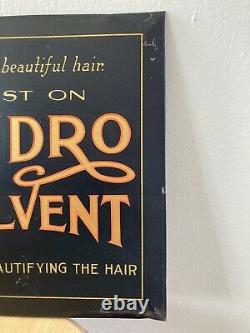 beautiful hair.
ST ON
DRO
LVENT
AUTIFYING THE HAIR